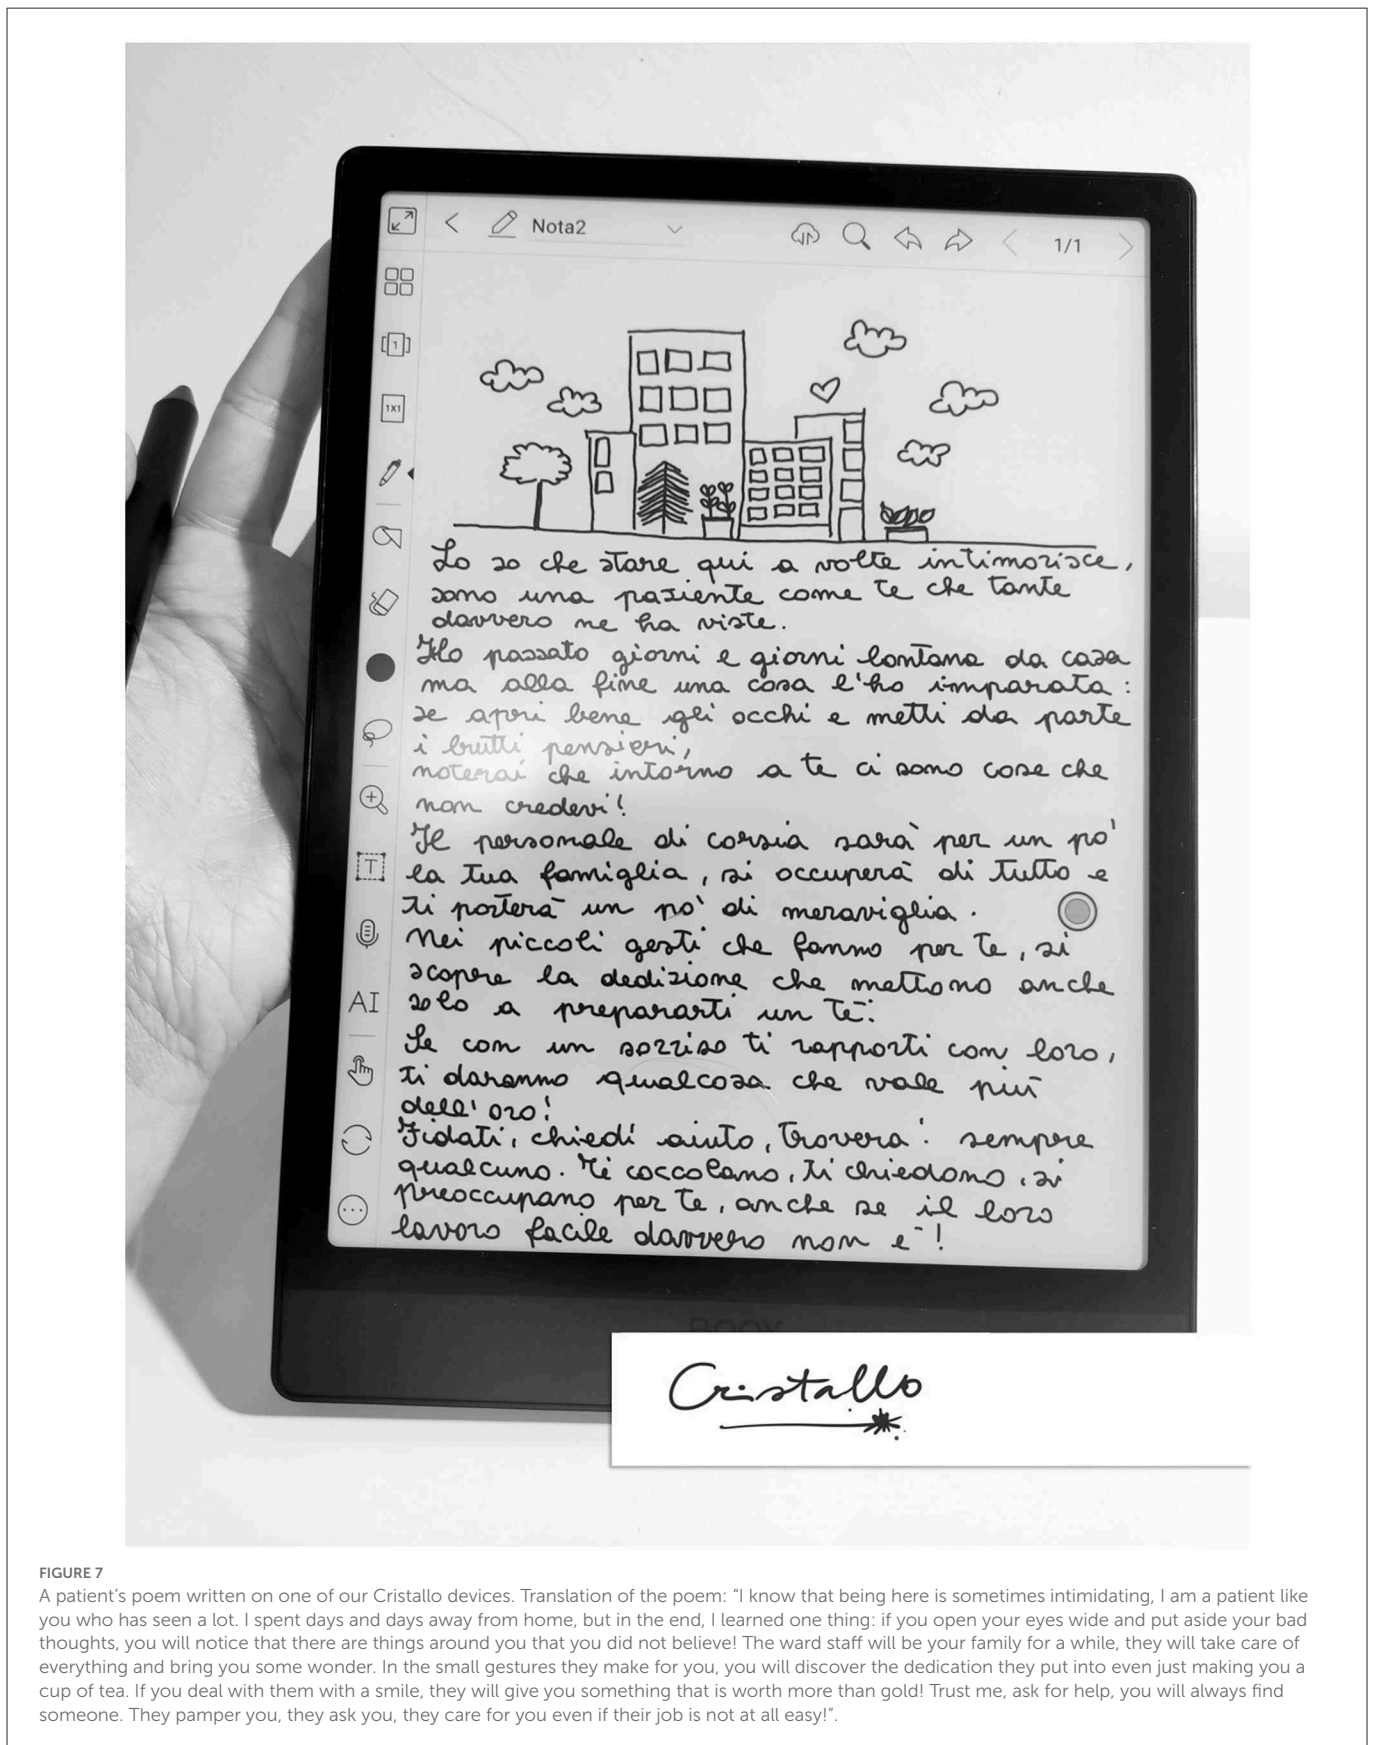 Nota2
1/1
1
1X1
T
AI
Lo so che stare qui a volte intimorisce,
sono una paziente come te che tante
davvero ne ha viste.
Ho passato giorni e giorni lontana da casa
ma alla fine una cosa l'ho imparata:
se apri bene gli occhi e metti da parte
i brutti pensieri,
noterai che intorno a te ci sono cose che
non credevi!
Il personale di corsia sarà per un pò
la tua famiglia, si occuperà di tutto e
ti porterà un pò di meraviglia.
Nei piccoli gesti che fanno per te, si
scopre la dedizione che mettono anche
solo a prepararti un tè.
Se con un sorriso ti rapporti con loro,
ti daranno qualcosa che vale più
dell'oro!
Fidati, chiedi aiuto, troverai sempre
qualcuno. Ti coccolano, ti chiedono, si
preoccupano per te, anche se il loro
lavoro facile davvero non è!
BOOX
Cristallo
FIGURE 7
A patient's poem written on one of our Cristallo devices. Translation of the poem: “I know that being here is sometimes intimidating, I am a patient like
you who has seen a lot. I spent days and days away from home, but in the end, I learned one thing: if you open your eyes wide and put aside your bad
thoughts, you will notice that there are things around you that you did not believe! The ward staff will be your family for a while, they will take care of
everything and bring you some wonder. In the small gestures they make for you, you will discover the dedication they put into even just making you a
cup of tea. If you deal with them with a smile, they will give you something that is worth more than gold! Trust me, ask for help, you will always find
someone. They pamper you, they ask you, they care for you even if their job is not at all easy!”.